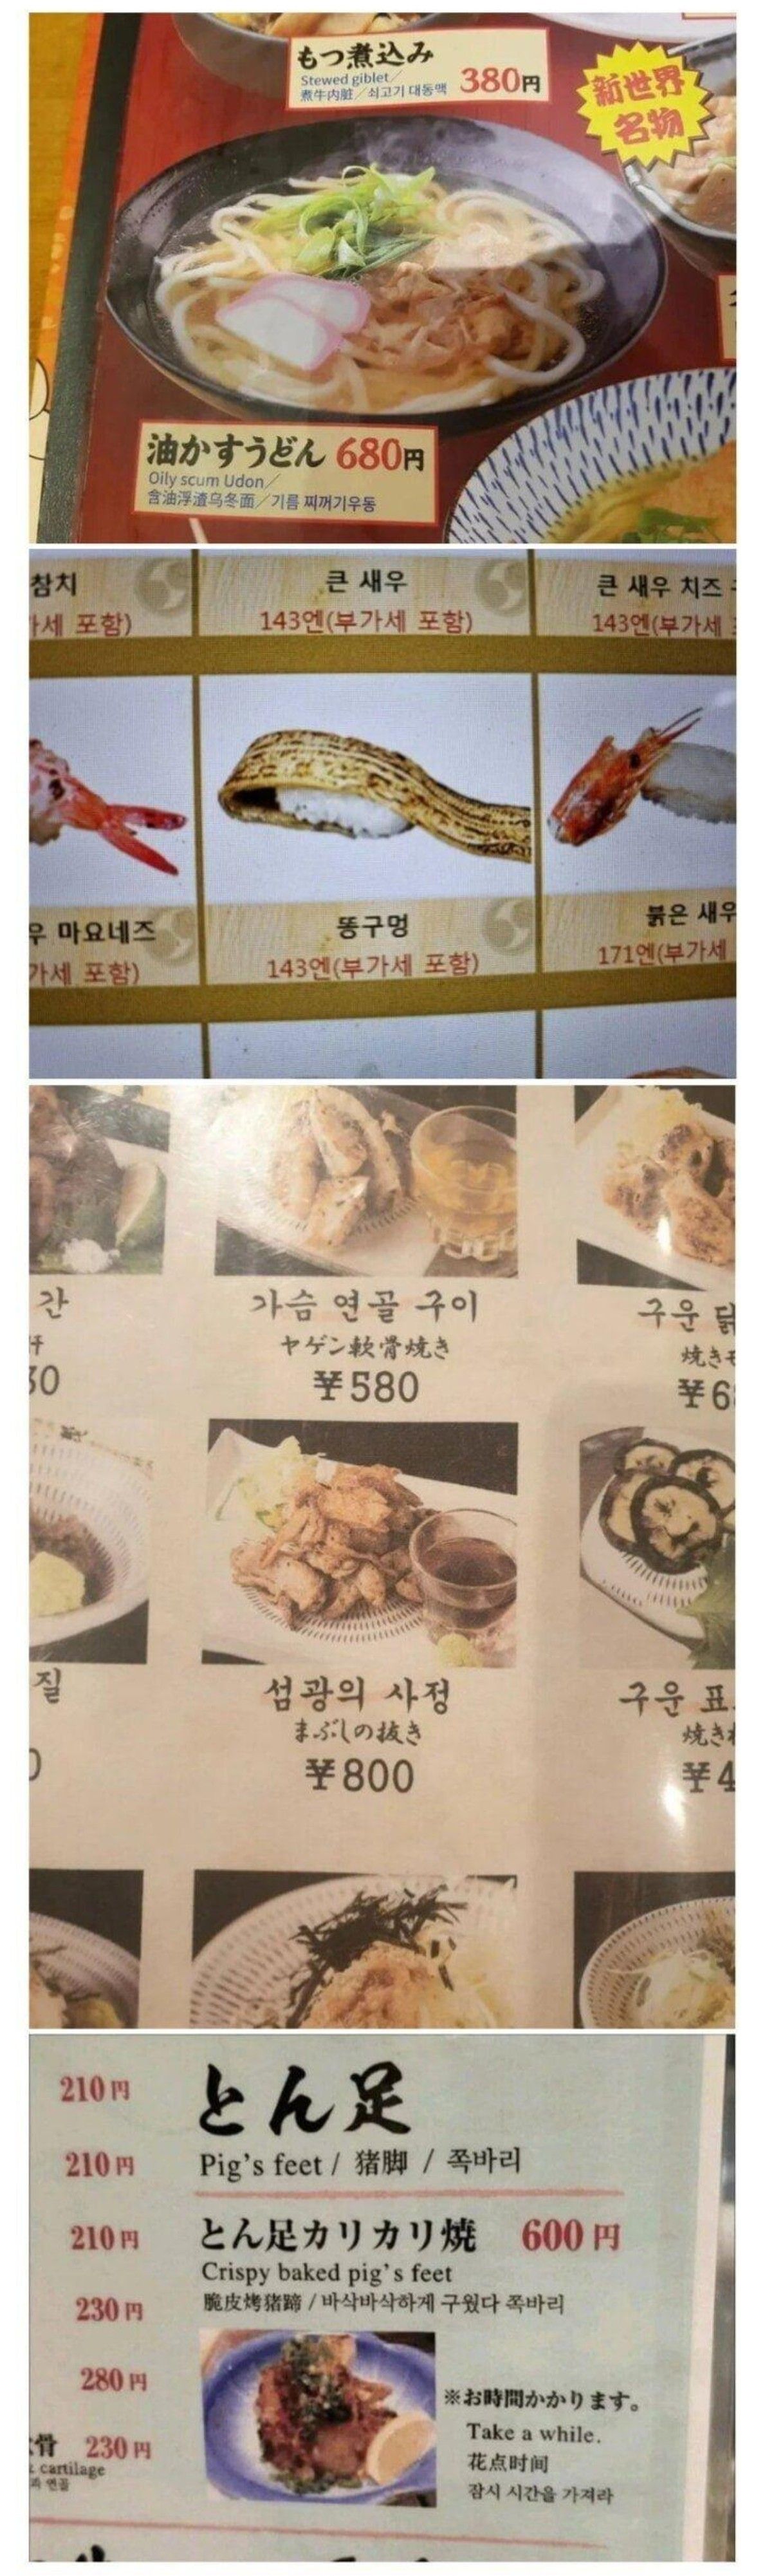 もつ煮込み
Stewed giblet／
煮牛内脏／쇠고기 대동맥 380円
新世界
名物
油かすうどん 680円
Oily scum Udon／
含油浮渣乌冬面／기름 찌꺼기우동
참치
큰 새우
큰 새우 치즈
가세 포함)
143엔(부가세 포함)
143엔(부가세
우 마요네즈
똥구멍
붉은 새우
가세 포함)
143엔(부가세 포함)
171엔(부가세
간
가슴 연골 구이
구운 닭
ヤゲン軟骨焼き
焼き
30
¥580
¥6
질
섬광의 사정
구운 표
まぶしの抜き
焼き
0
¥800
¥4
210円
とん足
210円
Pig's feet / 猪脚 / 쪽바리
210円
とん足カリカリ焼 600円
Crispy baked pig's feet
230円
脆皮烤猪蹄 / 바삭바삭하게 구웠다 쪽바리
280円
※お時間かかります。
Take a while.
花点时间
잠시 시간을 가져라
骨 230円
cartilage
연골